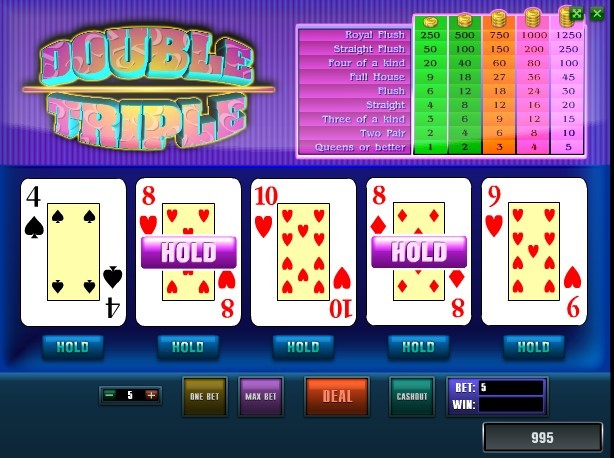 DOUBLE
TRIPLE
Royal Flush 250 500 750 1000 1250
Straight Flush 50 100 150 200 250
Four of a kind 20 40 60 80 100
Full House 9 18 27 36 45
Flush 6 12 18 24 30
Straight 4 8 12 16 20
Three of a kind 3 6 9 12 15
Two Pair 2 4 6 8 10
Queens or better 1 2 3 4 5
4 8 10 8 9
HOLD HOLD
4 8 10 8 9
HOLD HOLD HOLD HOLD HOLD
5 ONE BET MAX BET DEAL CASHOUT BET: 5
WIN:
995